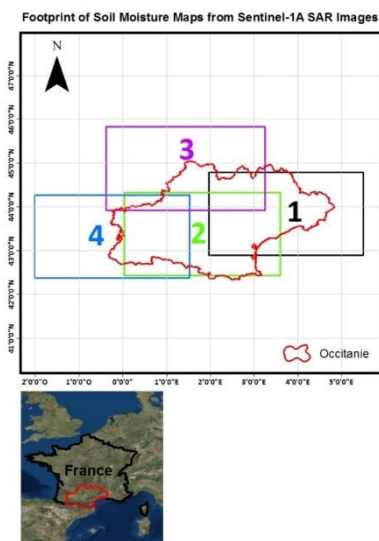 Footprint of Soil Moisture Maps from Sentinel-1A SAR Images
N
47°0'0"N
46°0'0"N
45°0'0"N
44°0'0"N
43°0'0"N
42°0'0"N
41°0'0"N
3
1
2
4
Occitanie
2°0'0"O
1°0'0"O
0°0'0"
1°0'0"E
2°0'0"E
3°0'0"E
4°0'0"E
5°0'0"E
France